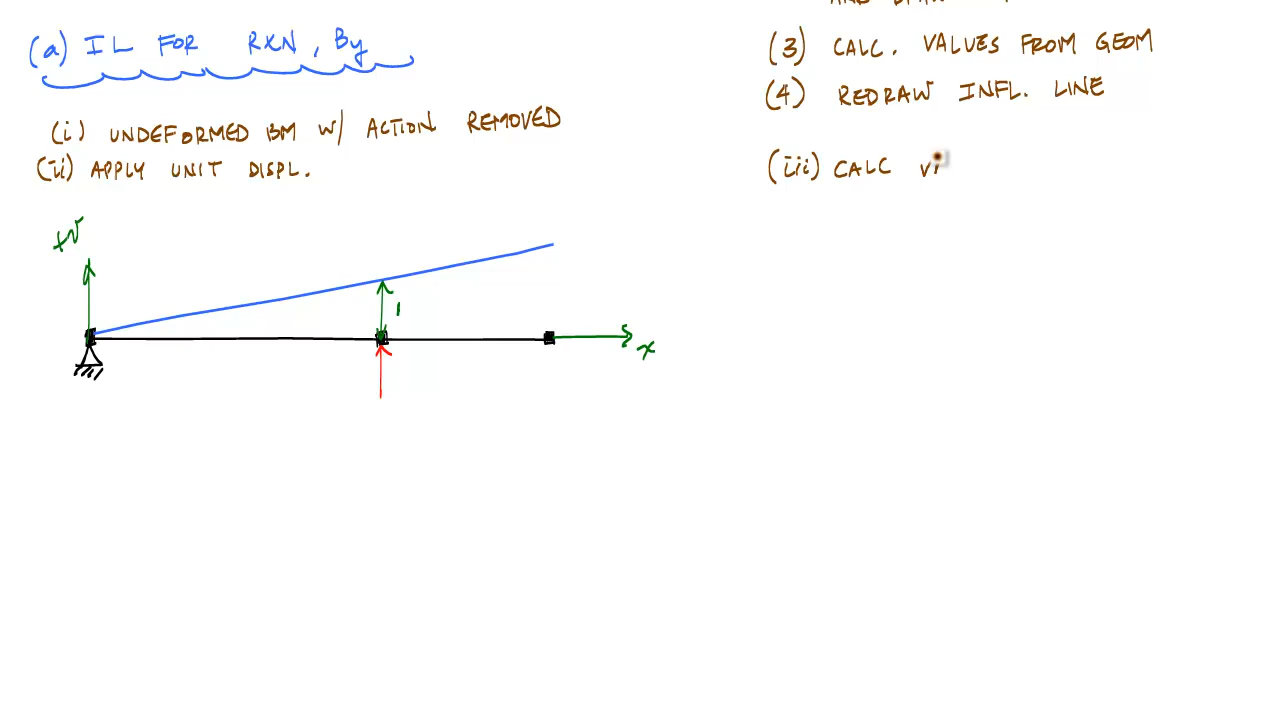 (a) IL FOR RXN, By
(i) UNDEFORMED BM W/ ACTION REMOVED
(ii) APPLY UNIT DISPL.
+v
1
x
(3) CALC. VALUES FROM GEOM
(4) REDRAW INFL. LINE
(iii) CALC